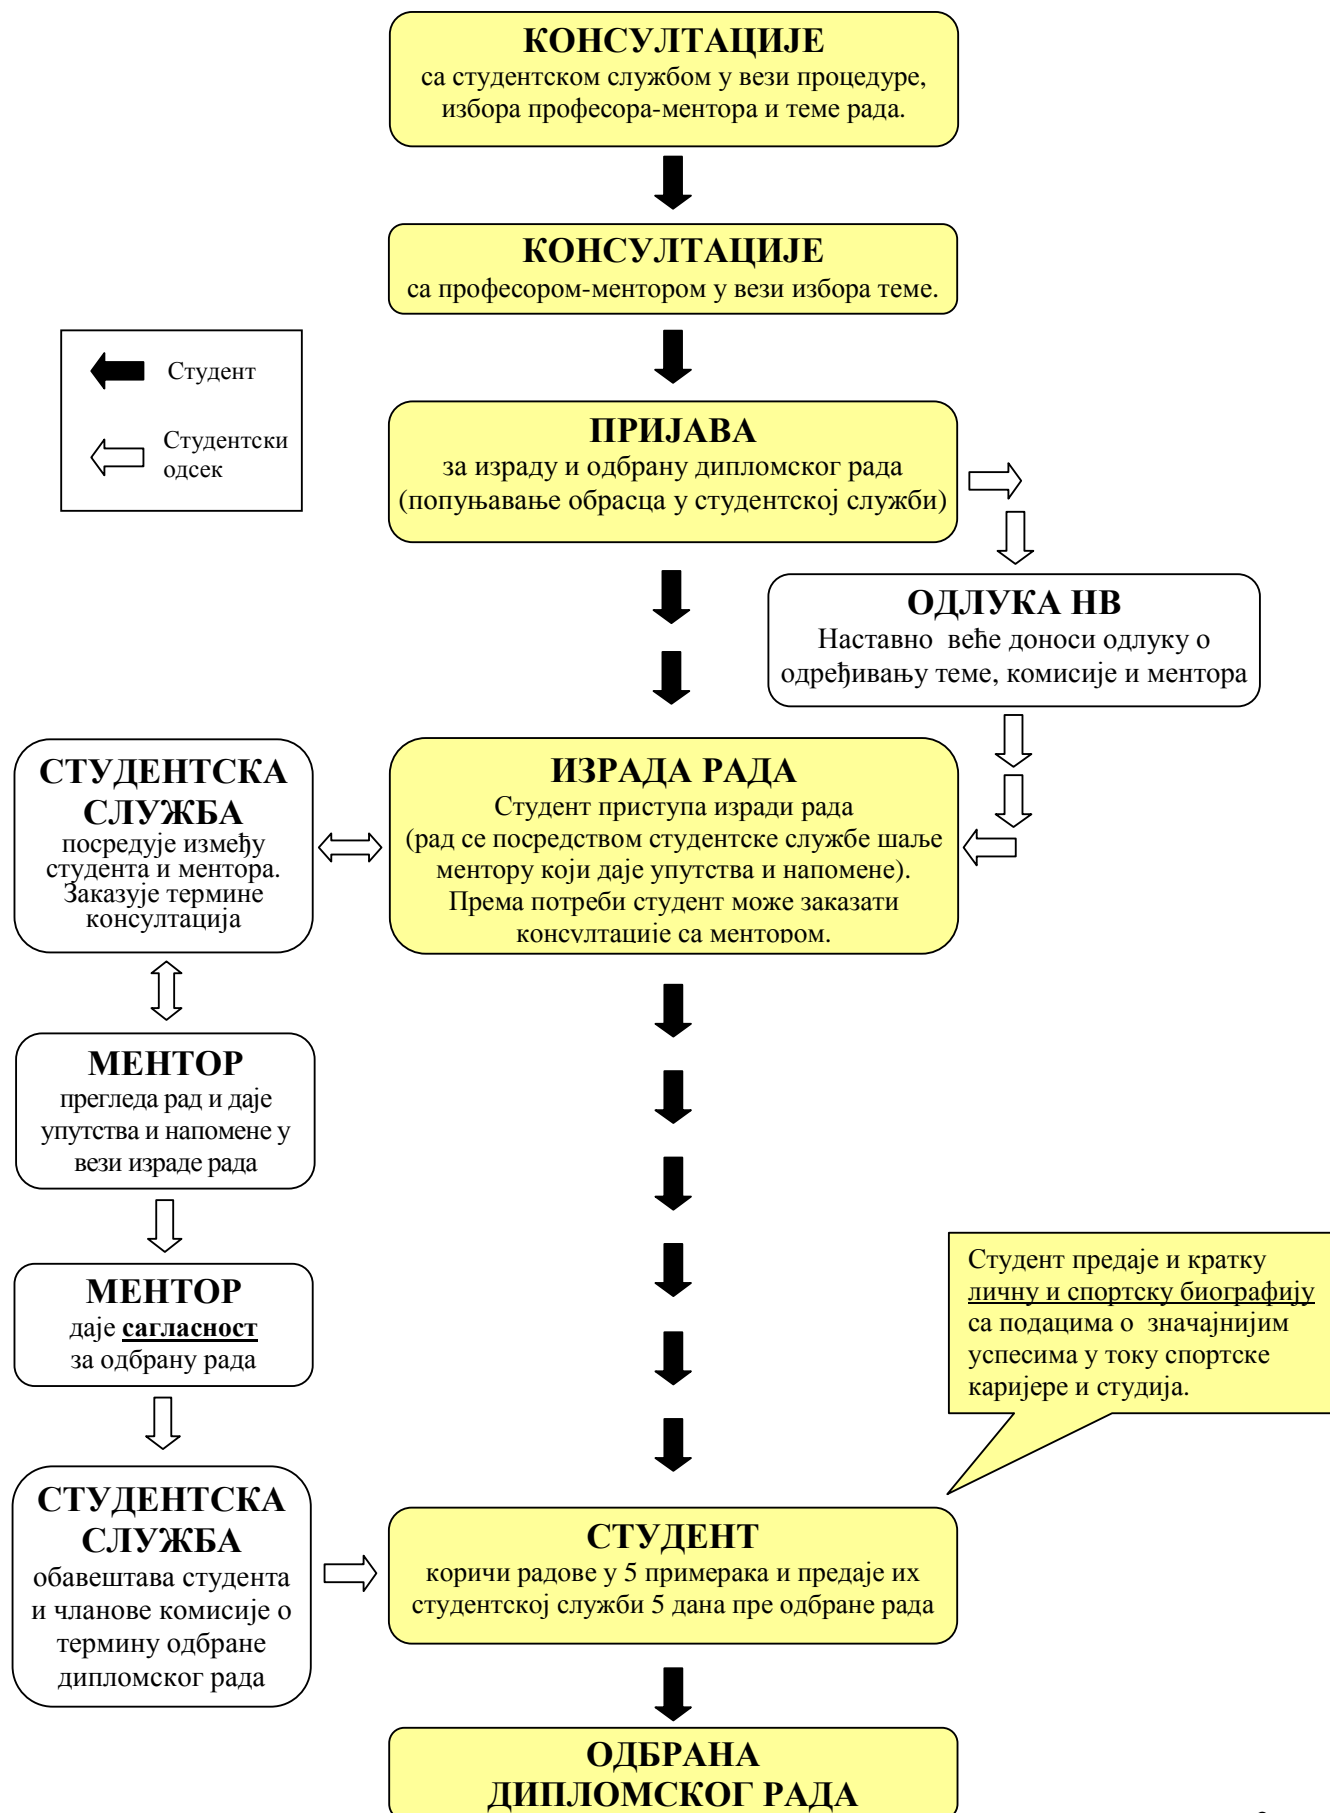 КОНСУЛТАЦИЈЕ
са студентском службом у вези процедуре,
избора професора-ментора и теме рада.
КОНСУЛТАЦИЈЕ
са професором-ментором у вези избора теме.
Студент
Студентски
одсек
ПРИЈАВА
за израду и одбрану дипломског рада
(попуњавање обрасца у студентској служби)
ОДЛУКА НВ
Наставно веће доноси одлуку о
одређивању теме, комисије и ментора
ИЗРАДА РАДА
Студент приступа изради рада
(рад се посредством студентске службе шаље
ментору који даје упутства и напомене).
Према потреби студент може заказати
консултације са ментором.
СТУДЕНТСКА
СЛУЖБА
посредује између
студента и ментора.
Заказује термине
консултација
МЕНТОР
прегледа рад и даје
упутства и напомене у
вези израде рада
МЕНТОР
даје сагласност
за одбрану рада
Студент предаје и кратку
личну и спортску биографију
са подацима о значајнијим
успесима у току спортске
каријере и студија.
СТУДЕНТСКА
СЛУЖБА
обавештава студента
и чланове комисије о
термину одбране
дипломског рада
СТУДЕНТ
коричи радове у 5 примерака и предаје их
студентској служби 5 дана пре одбране рада
ОДБРАНА
ДИПЛОМСКОГ РАДА